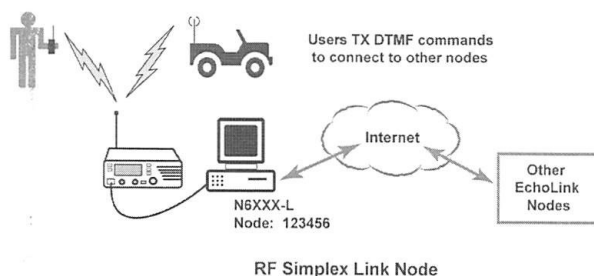 Users TX DTMF commands
to connect to other nodes
Internet
N6XXX-L
Node: 123456
Other
EchoLink
Nodes
RF Simplex Link Node